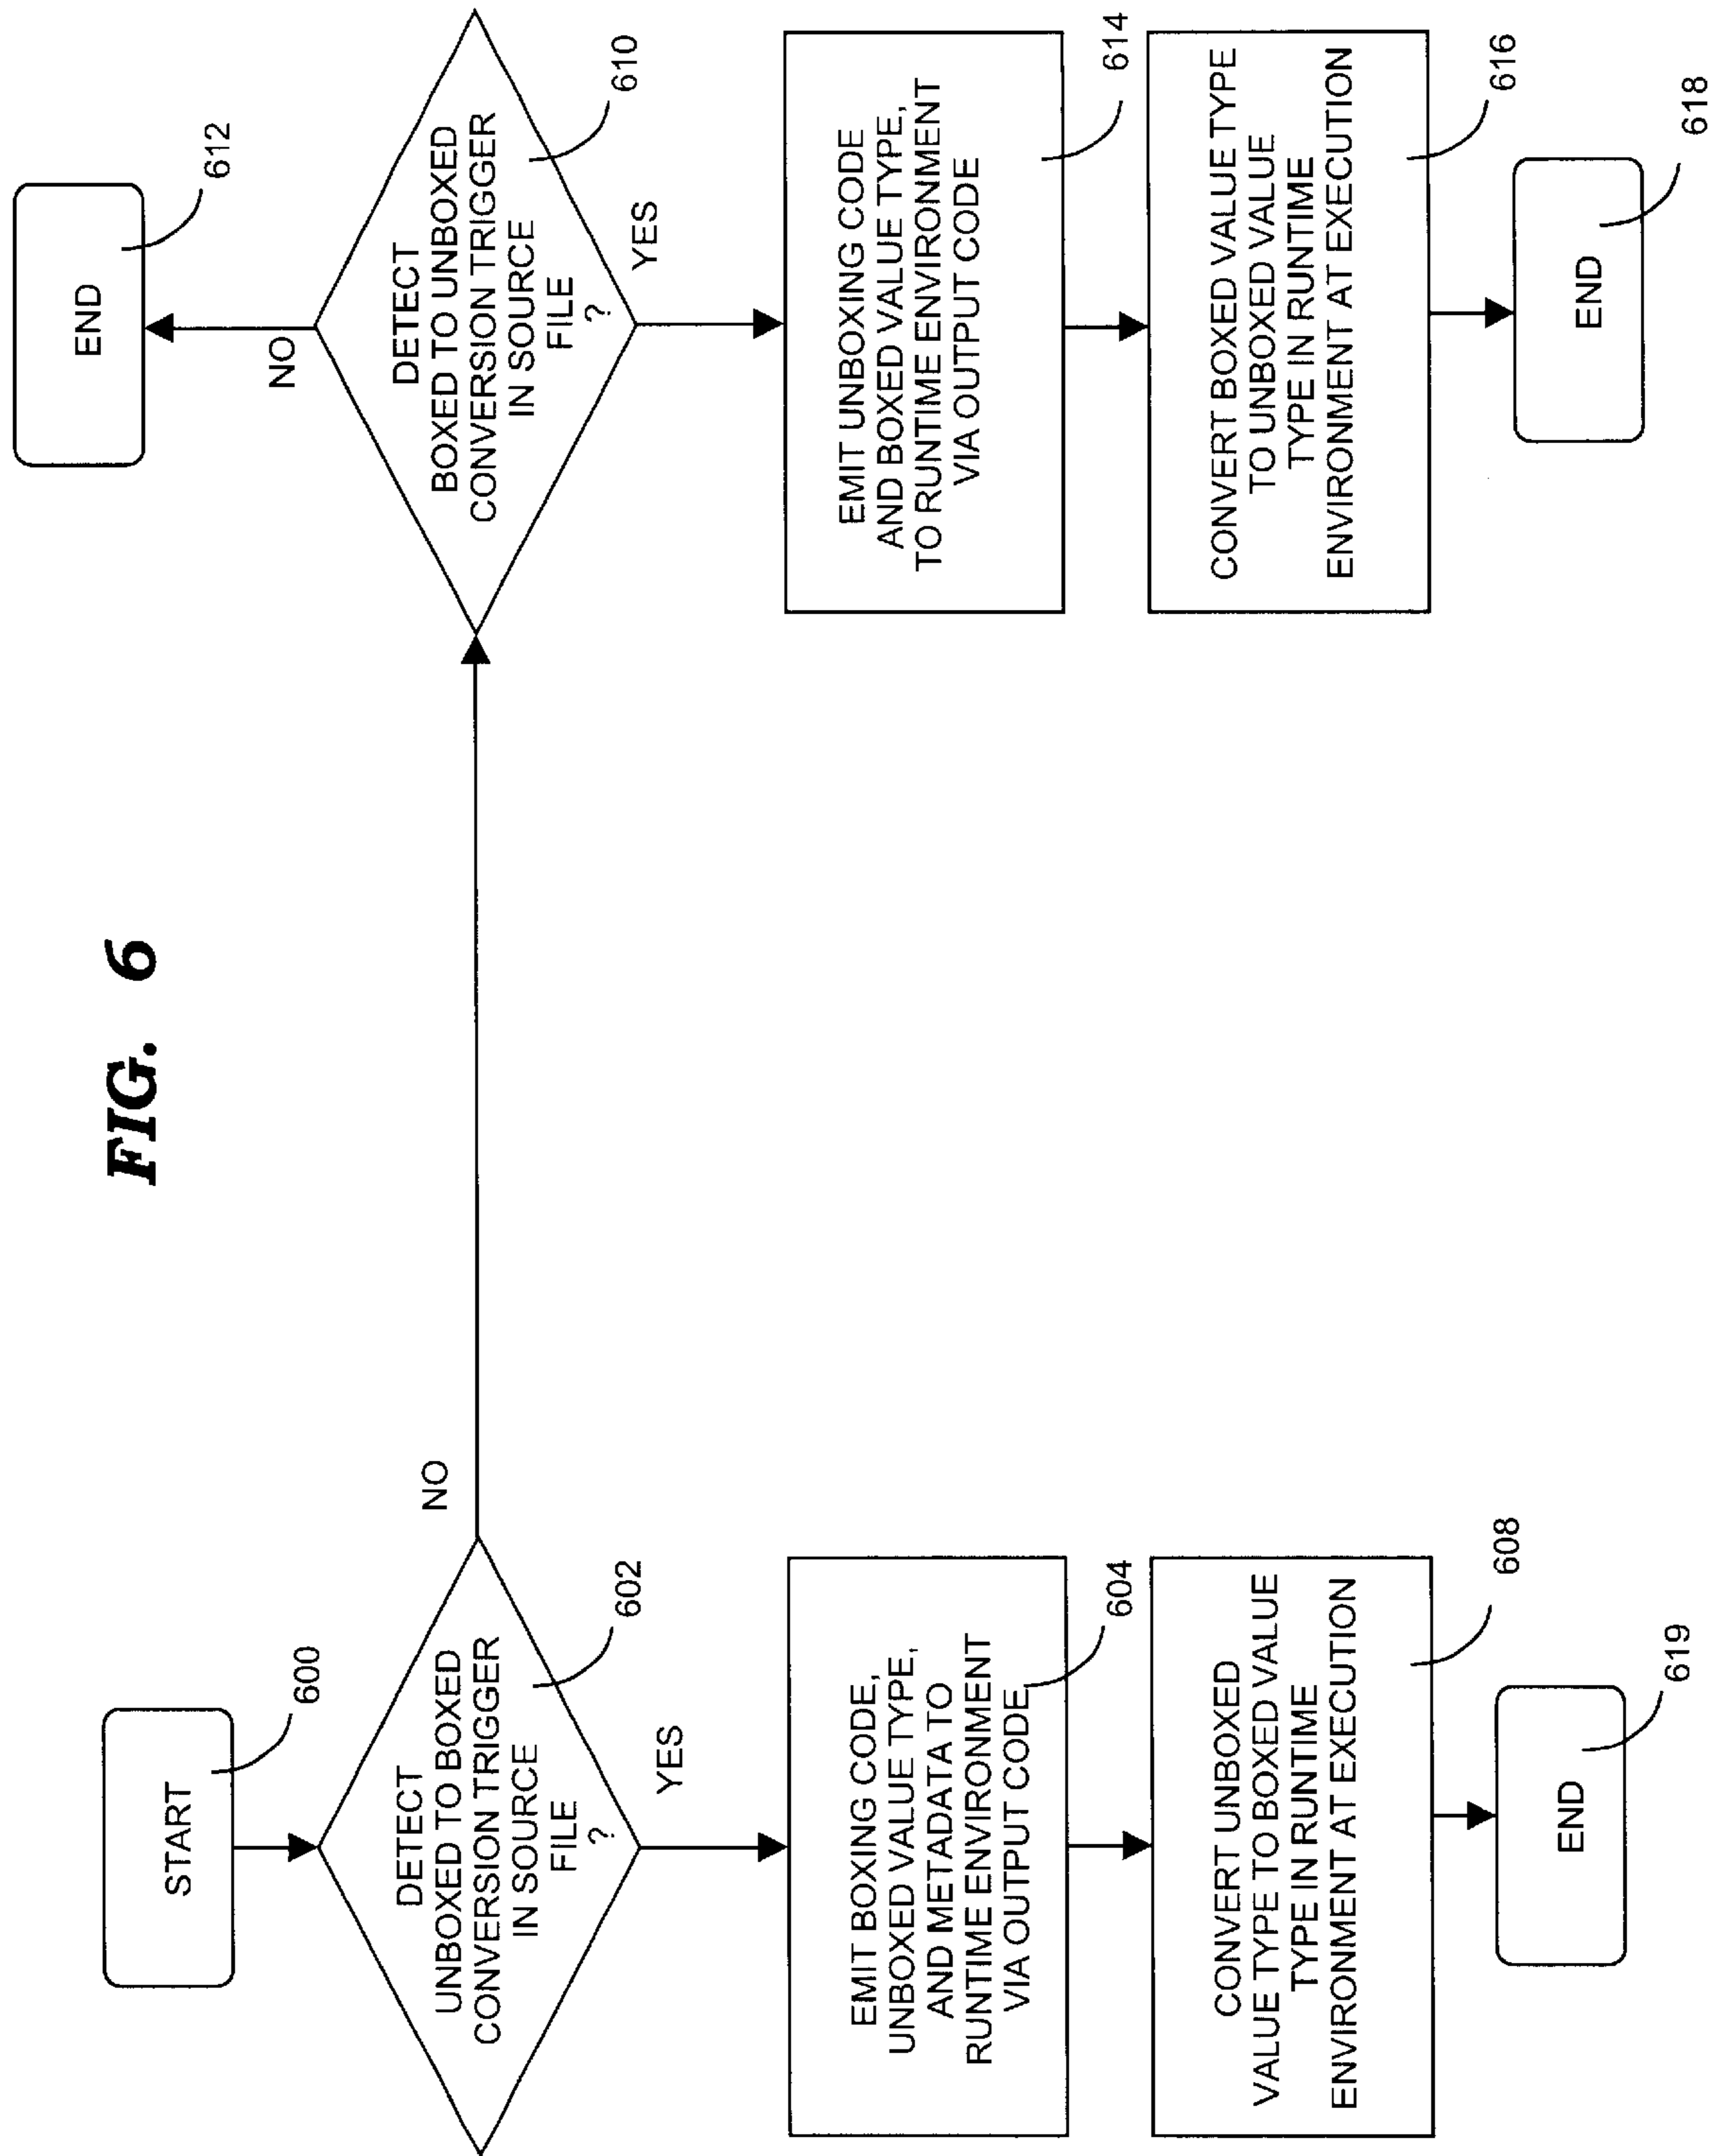 FIG. 6
START
600
DETECT
UNBOXED TO BOXED
CONVERSION TRIGGER
IN SOURCE
FILE
?
602
NO
YES
EMIT BOXING CODE,
UNBOXED VALUE TYPE,
AND METADATA TO
RUNTIME ENVIRONMENT
VIA OUTPUT CODE
604
CONVERT UNBOXED
VALUE TYPE TO BOXED VALUE
TYPE IN RUNTIME
ENVIRONMENT AT EXECUTION
608
END
619
END
612
NO
DETECT
BOXED TO UNBOXED
CONVERSION TRIGGER
IN SOURCE
FILE
?
610
YES
EMIT UNBOXING CODE
AND BOXED VALUE TYPE,
TO RUNTIME ENVIRONMENT
VIA OUTPUT CODE
614
CONVERT BOXED VALUE TYPE
TO UNBOXED VALUE
TYPE IN RUNTIME
ENVIRONMENT AT EXECUTION
616
END
618